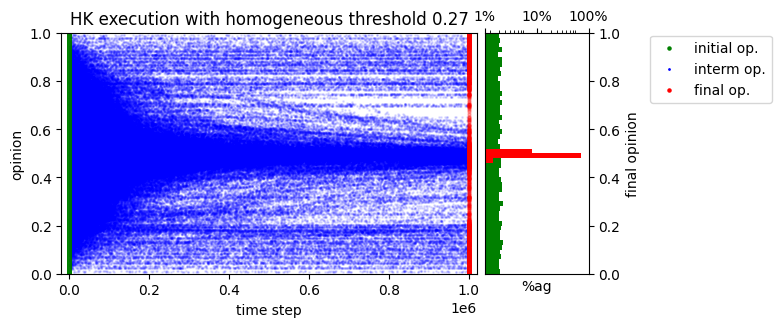 HK execution with homogeneous threshold 0.27
1% 10% 100%
initial op.
interm op.
final op.
opinion
1.0
0.8
0.6
0.4
0.2
0.0
0.0 0.2 0.4 0.6 0.8 1.0
1e6
time step
%ag
1.0
0.8
0.6
0.4
0.2
0.0
final opinion